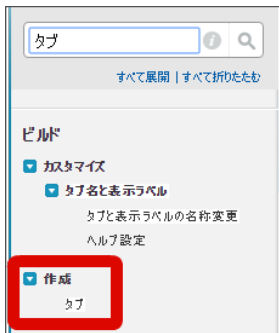 タブ
すべて展開 | すべて折りたたむ
ビルド
カスタマイズ
タブ名と表示ラベル
タブと表示ラベルの名称変更
ヘルプ設定
作成
タブ